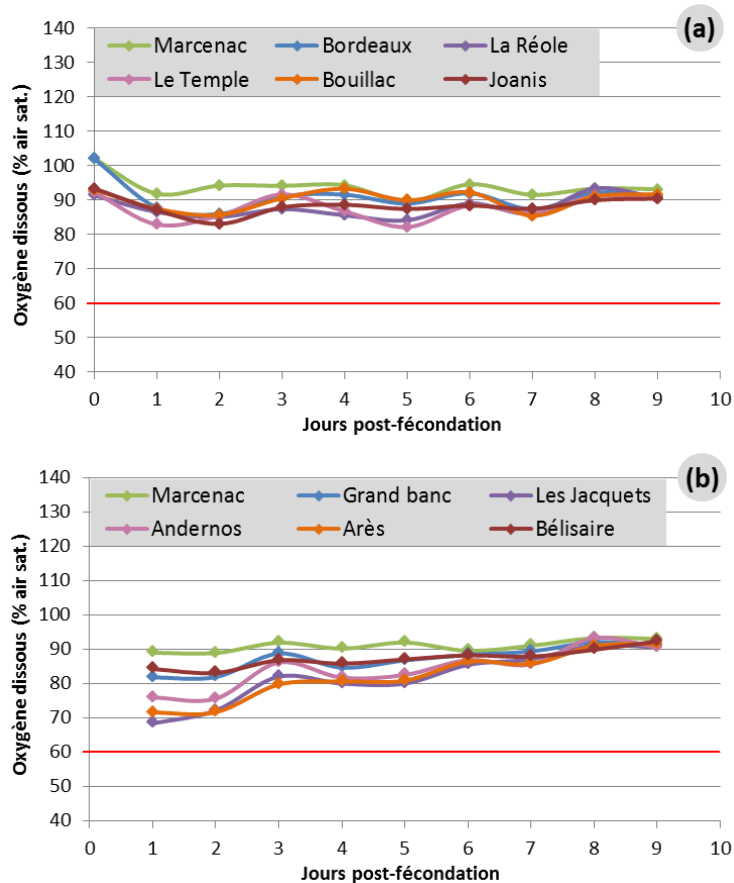 (a)
Marcenac Bordeaux La Réole
Le Temple Bouillac Joanis
Oxygène dissous (% air sat.)
140
130
120
110
100
90
80
70
60
50
40
0 1 2 3 4 5 6 7 8 9 10
Jours post-fécondation
(b)
Marcenac Grand banc Les Jacquets
Andernos Arès Bélisaire
Oxygène dissous (% air sat.)
140
130
120
110
100
90
80
70
60
50
40
0 1 2 3 4 5 6 7 8 9 10
Jours post-fécondation